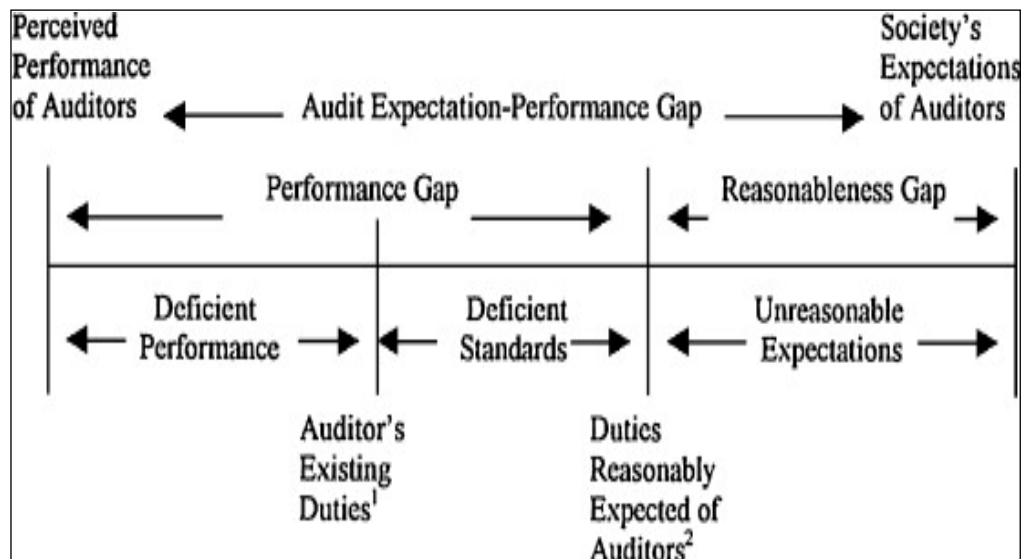 Perceived
Performance
of Auditors
Society's
Expectations
of Auditors
Audit Expectation-Performance Gap
Performance Gap
Reasonableness Gap
Deficient
Performance
Deficient
Standards
Unreasonable
Expectations
Auditor's
Existing
Duties¹
Duties
Reasonably
Expected of
Auditors²